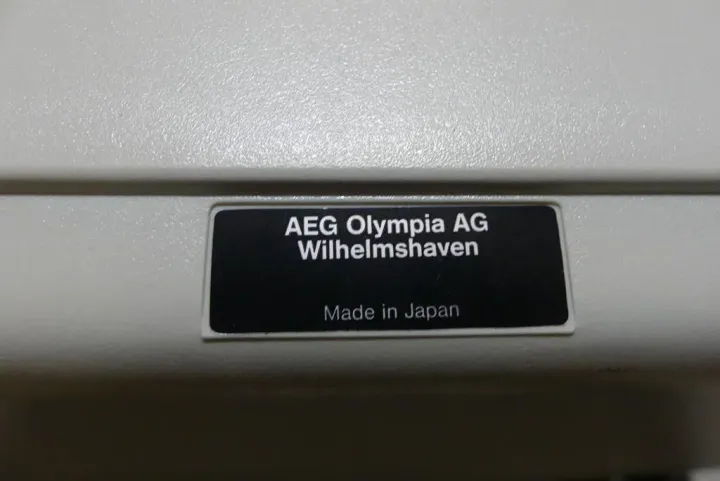 AEG Olympia AG
Wilhelmshaven
Made in Japan